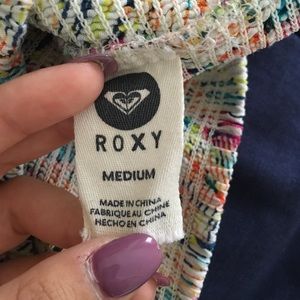 ROXY
MEDIUM
MADE IN CHINA
FABRIQUE AU CHINE
HECHO EN CHINA